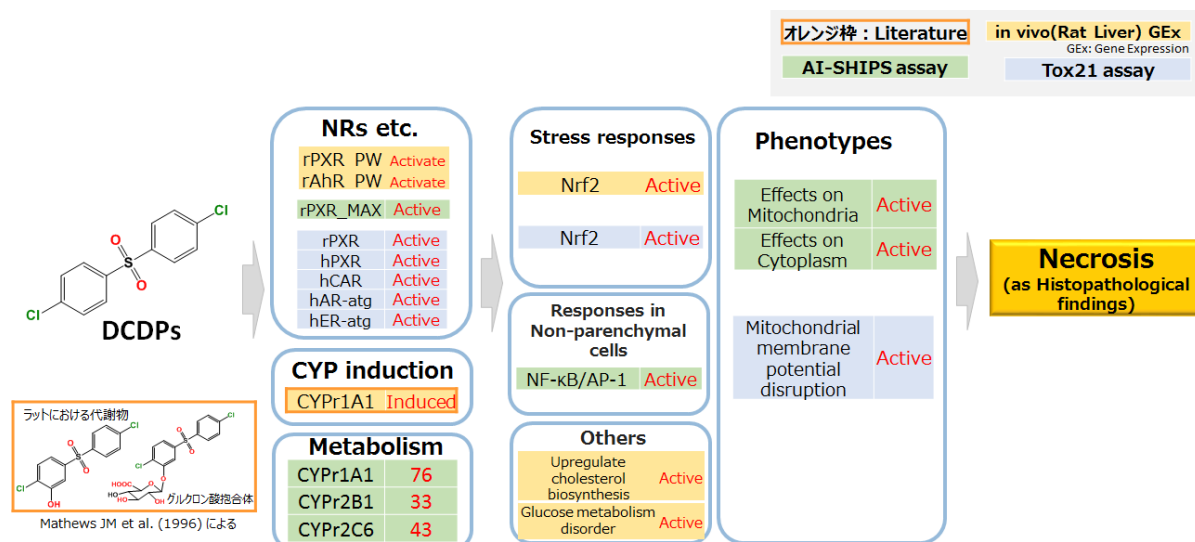 オレンジ枠：Literature
in vivo(Rat Liver) GEx
GEx: Gene Expression
AI-SHIPS assay
Tox21 assay
Cl
O
S
O
Cl
DCDPs
ラットにおける代謝物
Cl
O
S
O
Cl
OH
Cl
O
S
O
Cl
O
HOOC
O
HO
OH
OH
グルクロン酸抱合体
Mathews JM et al. (1996) による
NRs etc.
rPXR PW Activate
rAhR PW Activate
rPXR_MAX Active
rPXR Active
hPXR Active
hCAR Active
hAR-atg Active
hER-atg Active
CYP induction
CYPr1A1 Induced
Metabolism
CYPr1A1 76
CYPr2B1 33
CYPr2C6 43
Stress responses
Nrf2 Active
Nrf2 Active
Responses in
Non-parenchymal
cells
NF-κB/AP-1 Active
Others
Upregulate
cholesterol Active
biosynthesis
Glucose metabolism
disorder Active
Phenotypes
Effects on
Mitochondria Active
Effects on
Cytoplasm Active
Mitochondrial
membrane
potential Active
disruption
Necrosis
(as Histopathological
findings)